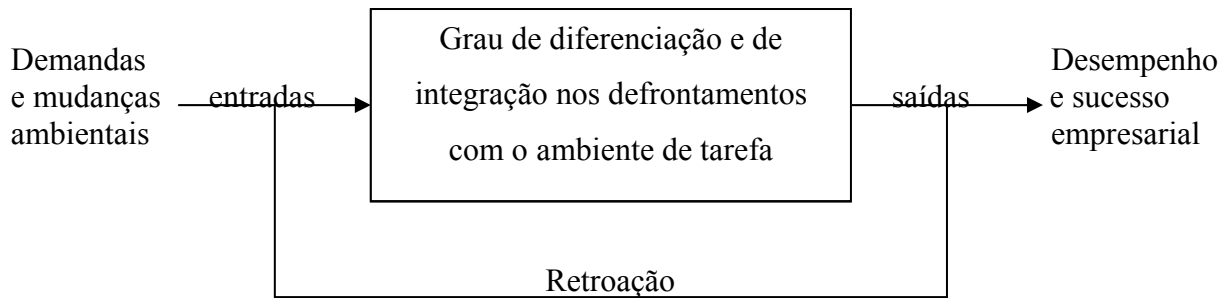 Demandas
e mudanças
ambientais
entradas
Grau de diferenciação e de
integração nos defrontamentos
com o ambiente de tarefa
saídas
Desempenho
e sucesso
empresarial
Retroação